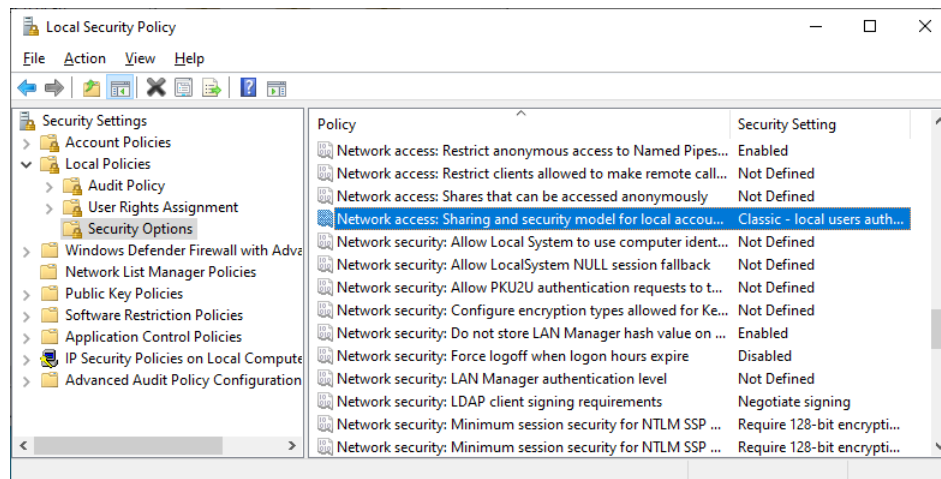 Local Security Policy
File Action View Help
Security Settings
Account Policies
Local Policies
Audit Policy
User Rights Assignment
Security Options
Windows Defender Firewall with Adva
Network List Manager Policies
Public Key Policies
Software Restriction Policies
Application Control Policies
IP Security Policies on Local Compute
Advanced Audit Policy Configuration
Policy Security Setting
Network access: Restrict anonymous access to Named Pipes... Enabled
Network access: Restrict clients allowed to make remote call... Not Defined
Network access: Shares that can be accessed anonymously Not Defined
Network access: Sharing and security model for local accou... Classic - local users auth...
Network security: Allow Local System to use computer ident... Not Defined
Network security: Allow LocalSystem NULL session fallback Not Defined
Network security: Allow PKU2U authentication requests to t... Not Defined
Network security: Configure encryption types allowed for Ke... Not Defined
Network security: Do not store LAN Manager hash value on ... Enabled
Network security: Force logoff when logon hours expire Disabled
Network security: LAN Manager authentication level Not Defined
Network security: LDAP client signing requirements Negotiate signing
Network security: Minimum session security for NTLM SSP ... Require 128-bit encrypti...
Network security: Minimum session security for NTLM SSP ... Require 128-bit encrypti...